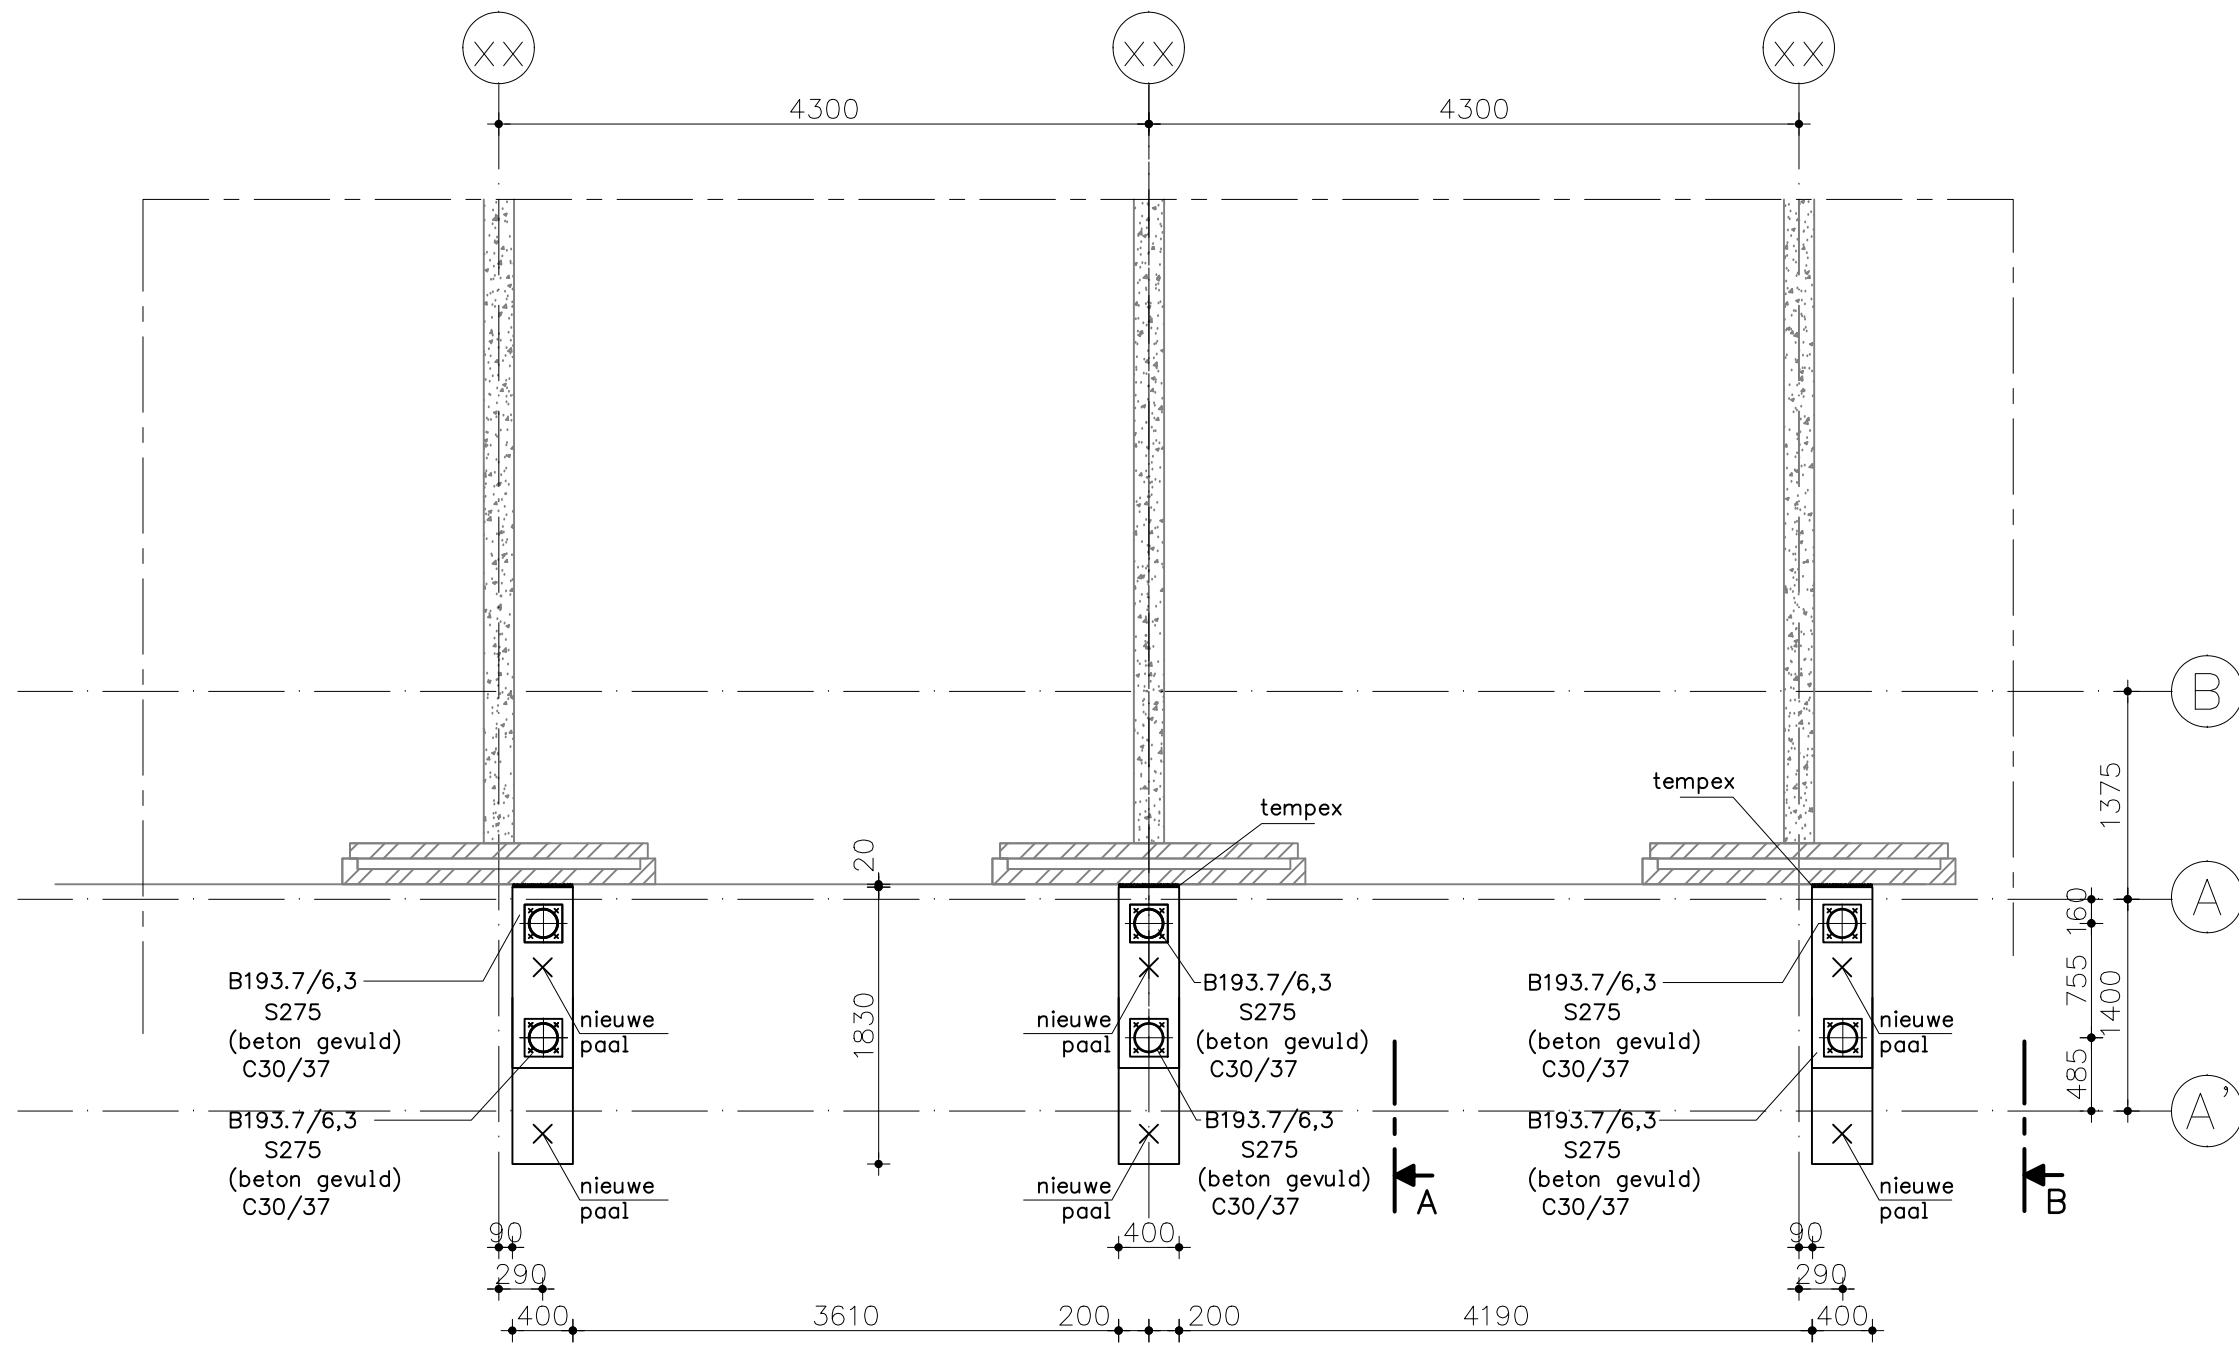 XX
XX
XX
4300
4300
B
1375
tempex
tempex
20
A
160
755
1400
485
A'
1830
B193.7/6,3
S275
(beton gevuld)
C30/37
nieuwe
paal
nieuwe
paal
B193.7/6,3
S275
(beton gevuld)
C30/37
B193.7/6,3
S275
(beton gevuld)
C30/37
nieuwe
paal
B193.7/6,3
S275
(beton gevuld)
C30/37
nieuwe
paal
nieuwe
paal
B193.7/6,3
S275
(beton gevuld)
C30/37
A
B193.7/6,3
S275
(beton gevuld)
C30/37
nieuwe
paal
B
90
400
90
290
290
400
3610
200
200
4190
400